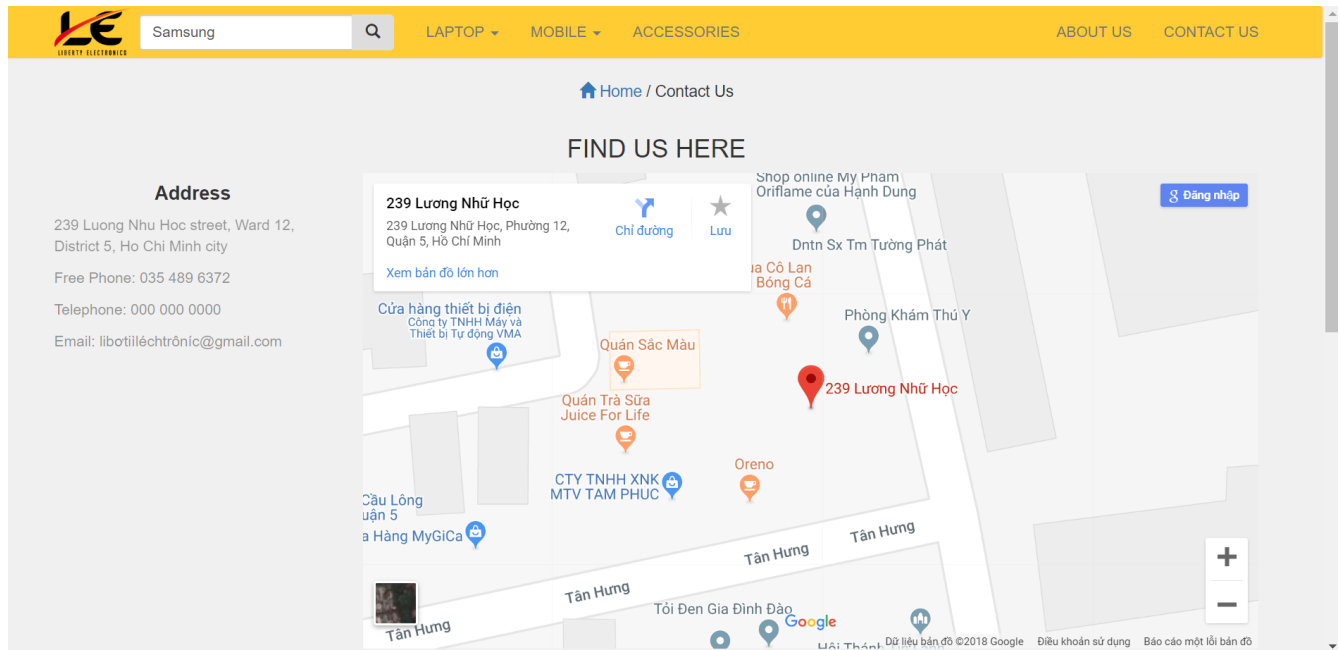 LE
LIBERTY ELECTRONICS
Samsung
LAPTOP
MOBILE
ACCESSORIES
ABOUT US
CONTACT US
Home / Contact Us
FIND US HERE
Address
239 Luong Nhu Hoc street, Ward 12,
District 5, Ho Chi Minh city
Free Phone: 035 489 6372
Telephone: 000 000 0000
Email: libơtillẻchtrôníc@gmail.com
239 Lương Nhữ Học
239 Lương Nhữ Học, Phường 12,
Quận 5, Hồ Chí Minh
Xem bản đồ lớn hơn
Chỉ đường
Lưu
Đăng nhập
Shop online Mỹ Phẩm
Oriflame của Hạnh Dung
Dntn Sx Tm Tường Phát
ua Cô Lan
Bóng Cá
Cửa hàng thiết bị điện
Công ty TNHH Máy và
Thiết bị Tự động VMA
Phòng Khám Thú Y
Quán Sắc Màu
239 Lương Nhữ Học
Quán Trà Sữa
Juice For Life
Oreno
CTY TNHH XNK
MTV TAM PHUC
Cầu Lông
uận 5
a Hàng MyGiCa
Tân Hưng
Tân Hưng
Tân Hưng
Tân Hưng
Tỏi Đen Gia Đình Đào
Google
Hội Thánh
Dữ liệu bản đồ ©2018 Google
Điều khoản sử dụng
Báo cáo một lỗi bản đồ